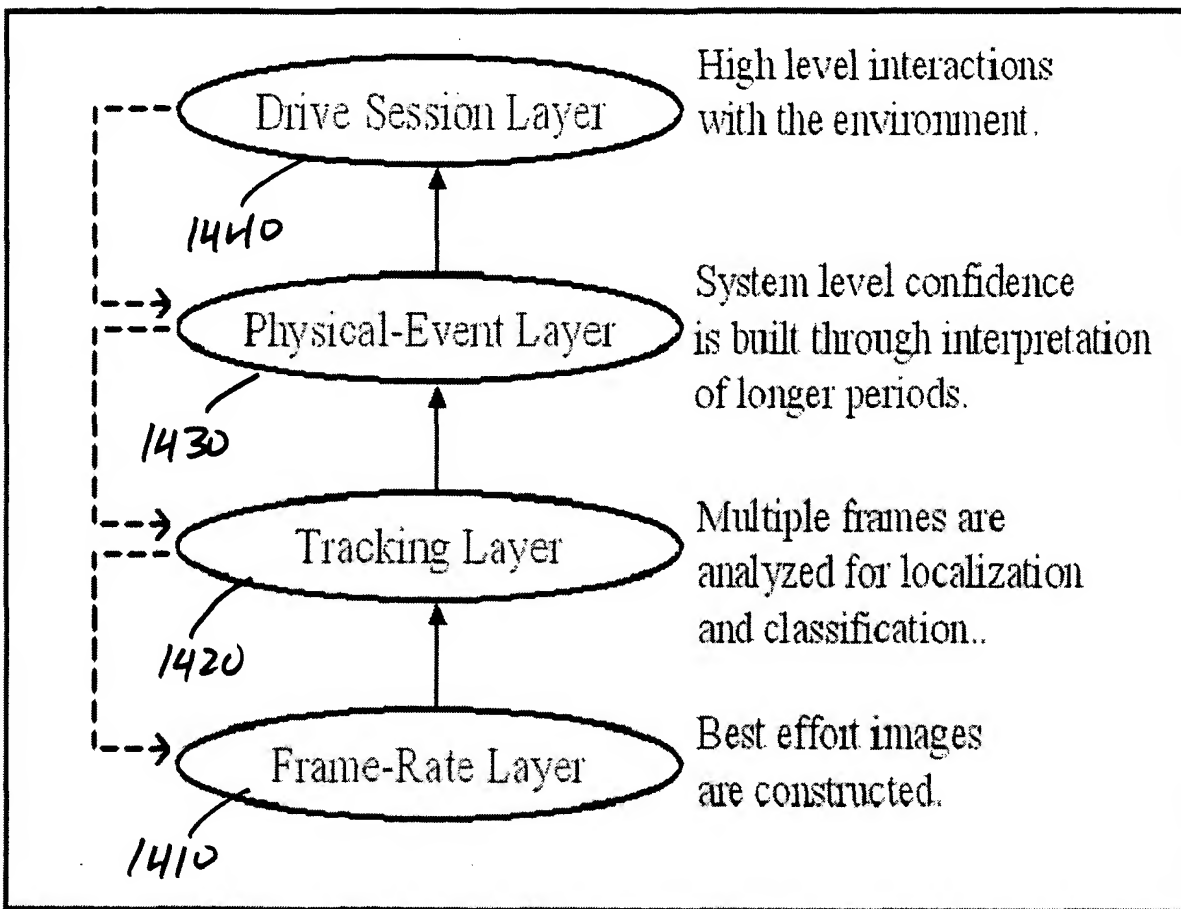 Drive Session Layer
High level interactions
with the environment.
1440
Physical-Event Layer
System level confidence
is built through interpretation
of longer periods.
1430
Tracking Layer
Multiple frames are
analyzed for localization
and classification..
1420
Frame-Rate Layer
Best effort images
are constructed.
1410